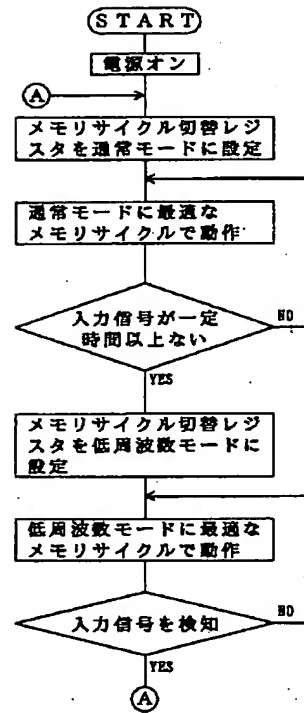 START
電源オン
A
メモリサイクル切替レジ
スタを通常モードに設定
通常モードに最適な
メモリサイクルで動作
入力信号が一定
時間以上ない
NO
YES
メモリサイクル切替レジ
スタを低周波数モードに
設定
低周波数モードに最適な
メモリサイクルで動作
入力信号を検知
NO
YES
A